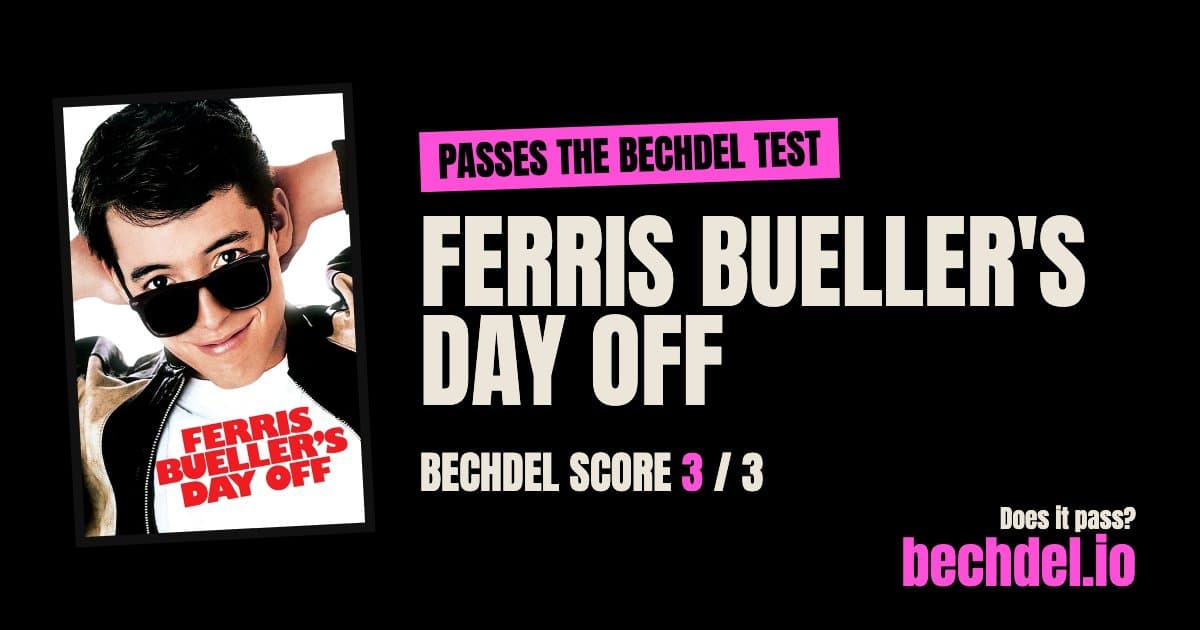 PASSES THE BECHDEL TEST
FERRIS BUELLER'S
DAY OFF
BECHDEL SCORE 3 / 3
FERRIS
BUELLER'S
DAY OFF
Does it pass?
bechdel.io